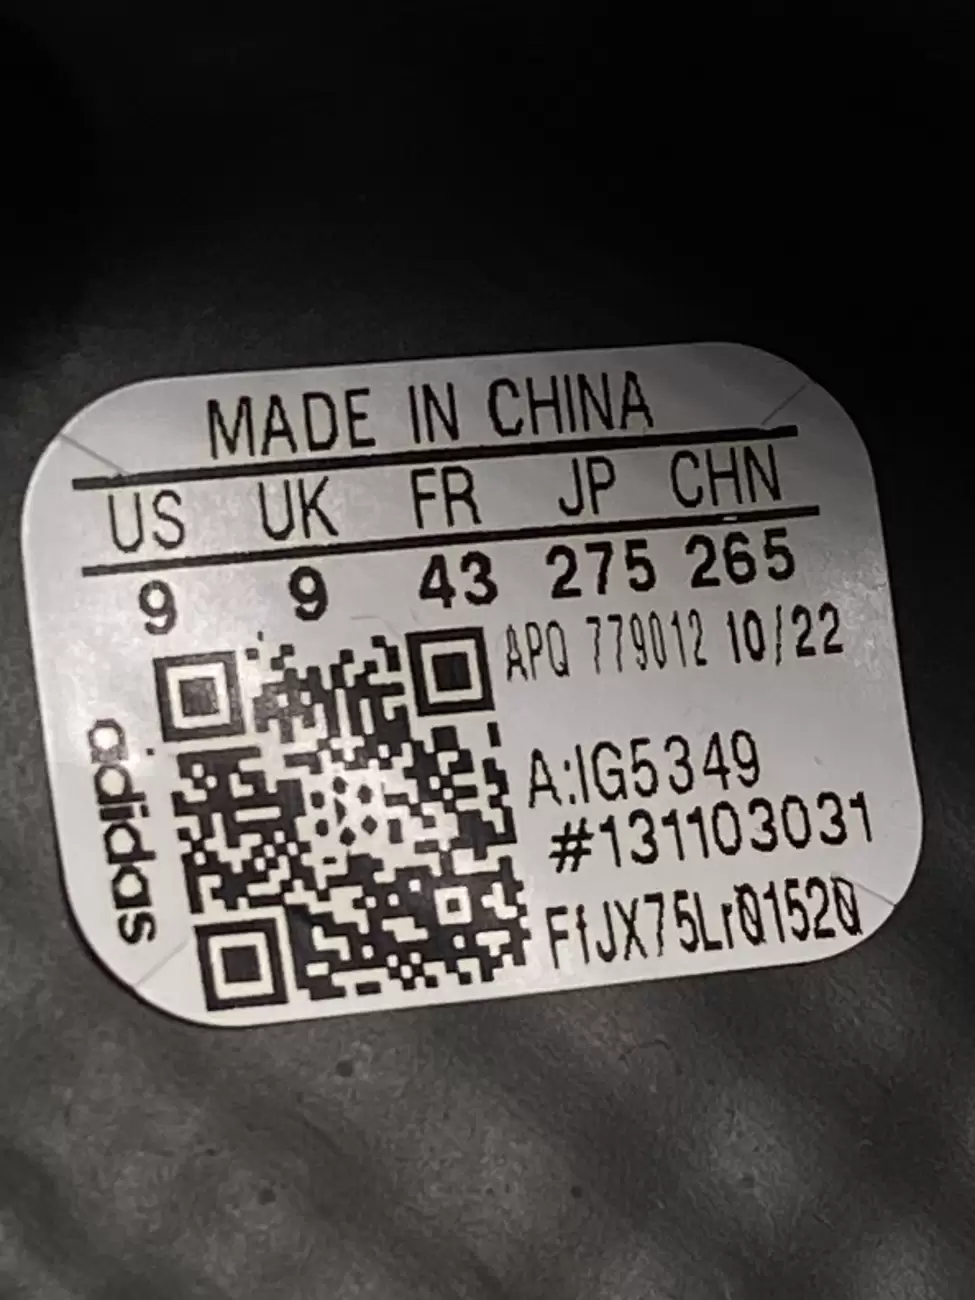 MADE IN CHINA
US UK FR JP CHN
9 9 43 275 265
APQ 779012 10/22
A:IG5349
#131103031
FfJX75Lr01520
adidas